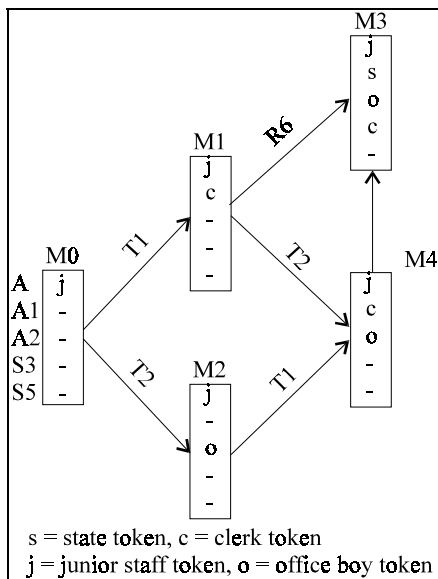 M3
j
s
o
c
-
R6
M1
j
c
-
-
-
T1
T2
M0
A j
A1 -
A2 -
S3 -
S5 -
M4
j
c
o
-
-
T2
T1
M2
j
-
o
-
-
s = state token, c = clerk token
j = junior staff token, o = office boy token